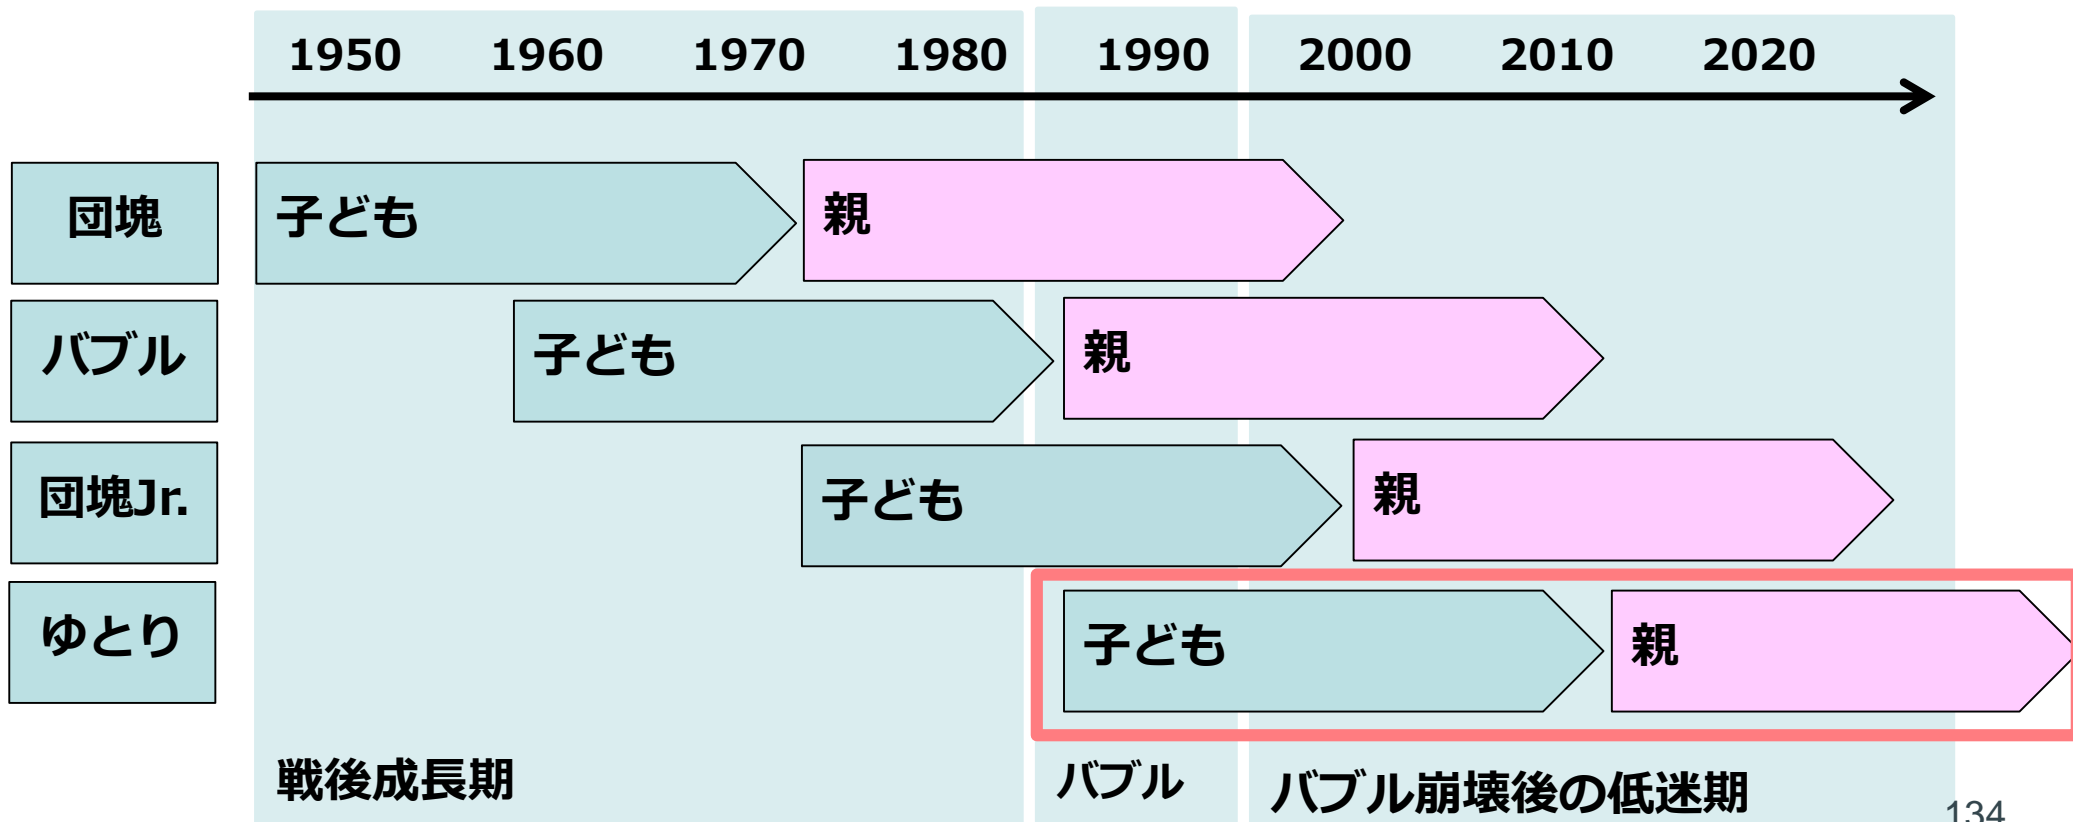 1950 1960 1970 1980 1990 2000 2010 2020
団塊 子ども 親
バブル 子ども 親
団塊Jr. 子ども 親
ゆとり 子ども 親
戦後成長期 バブル バブル崩壊後の低迷期
134